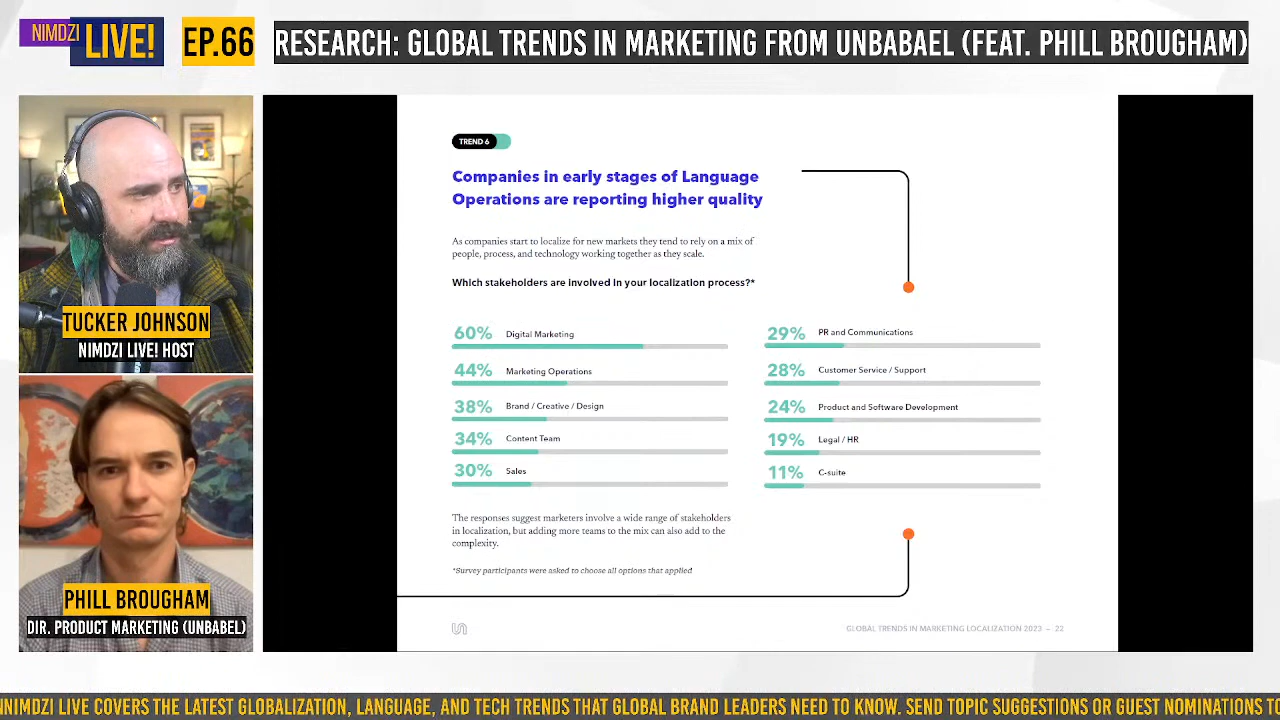 NIMDZI
LIVE!
EP.66
RESEARCH: GLOBAL TRENDS IN MARKETING FROM UNBABAEL (FEAT. PHILL BROUGHAM)
TUCKER JOHNSON
NIMDZI LIVE! HOST
PHILL BROUGHAM
DIR. PRODUCT MARKETING (UNBABEL)
TREND 6
Companies in early stages of Language
Operations are reporting higher quality
As companies start to localize for new markets they tend to rely on a mix of
people, process, and technology working together as they scale.
Which stakeholders are involved in your localization process?*
60% Digital Marketing
44% Marketing Operations
38% Brand / Creative / Design
34% Content Team
30% Sales
29% PR and Communications
28% Customer Service / Support
24% Product and Software Development
19% Legal / HR
11% C-suite
The responses suggest marketers involve a wide range of stakeholders
in localization, but adding more teams to the mix can also add to the
complexity.
*Survey participants were asked to choose all options that applied
GLOBAL TRENDS IN MARKETING LOCALIZATION 2023 – 22
NIMDZI LIVE COVERS THE LATEST GLOBALIZATION, LANGUAGE, AND TECH TRENDS THAT GLOBAL BRAND LEADERS NEED TO KNOW. SEND TOPIC SUGGESTIONS OR GUEST NOMINATIONS TO